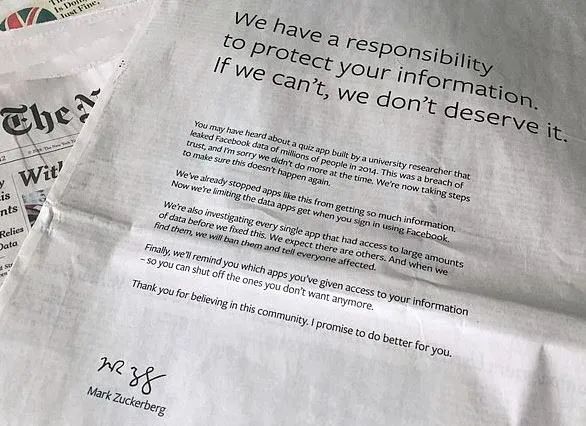 Is Doin
Just Fine.
The N
With
is
nts
Relies
Data
We have a responsibility
to protect your information.
If we can't, we don't deserve it.
You may have heard about a quiz app built by a university researcher that
leaked Facebook data of millions of people in 2014. This was a breach of
trust, and I'm sorry we didn't do more at the time. We're now taking steps
to make sure this doesn't happen again.
We've already stopped apps like this from getting so much information.
Now we're limiting the data apps get when you sign in using Facebook.
We're also investigating every single app that had access to large amounts
of data before we fixed this. We expect there are others. And when we
find them, we will ban them and tell everyone affected.
Finally, we'll remind you which apps you've given access to your information
– so you can shut off the ones you don't want anymore.
Thank you for believing in this community. I promise to do better for you.
Mark Zuckerberg